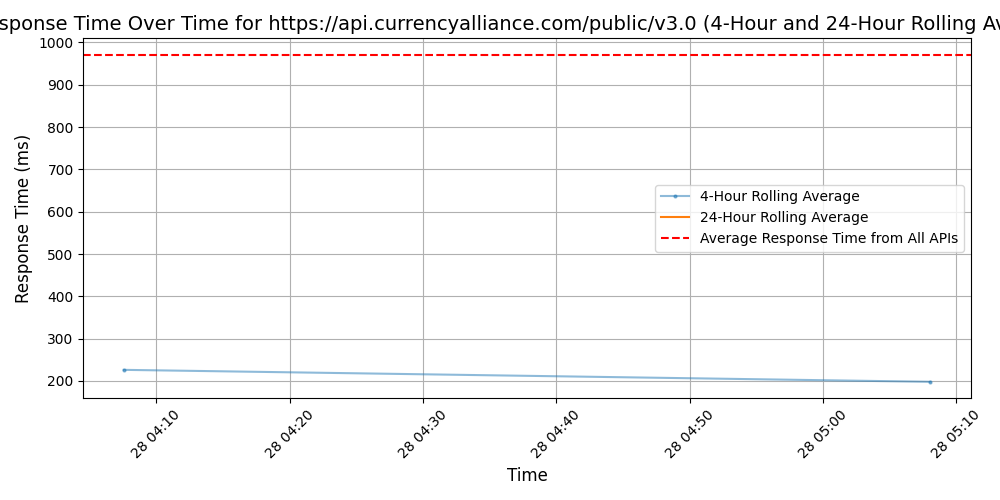 sponse Time Over Time for https://api.currencyalliance.com/public/v3.0 (4-Hour and 24-Hour Rolling Av
Response Time (ms)
1000
900
800
700
600
500
400
300
200
4-Hour Rolling Average
24-Hour Rolling Average
Average Response Time from All APIs
28 04:10
28 04:20
28 04:30
28 04:40
28 04:50
28 05:00
28 05:10
Time